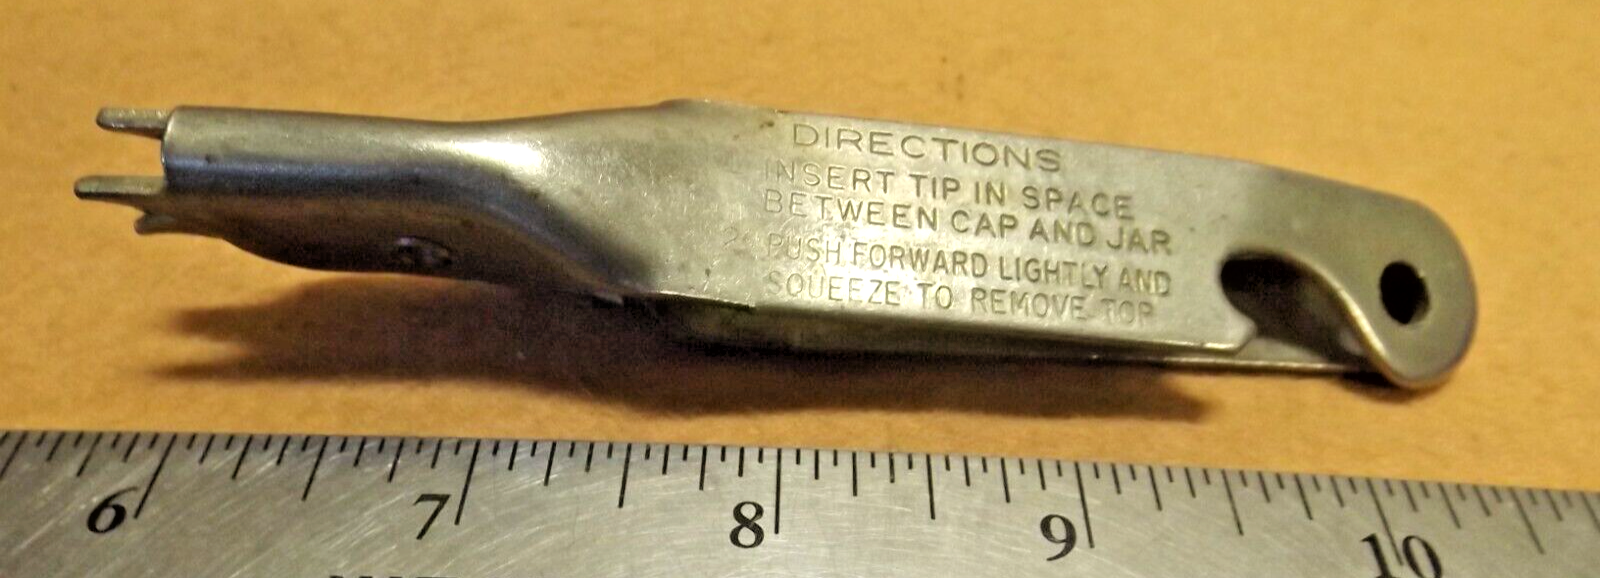 DIRECTIONS
INSERT TIP IN SPACE
BETWEEN CAP AND JAR
2. PUSH FORWARD LIGHTLY AND
SQUEEZE TO REMOVE TOP
6 7 8 9 10